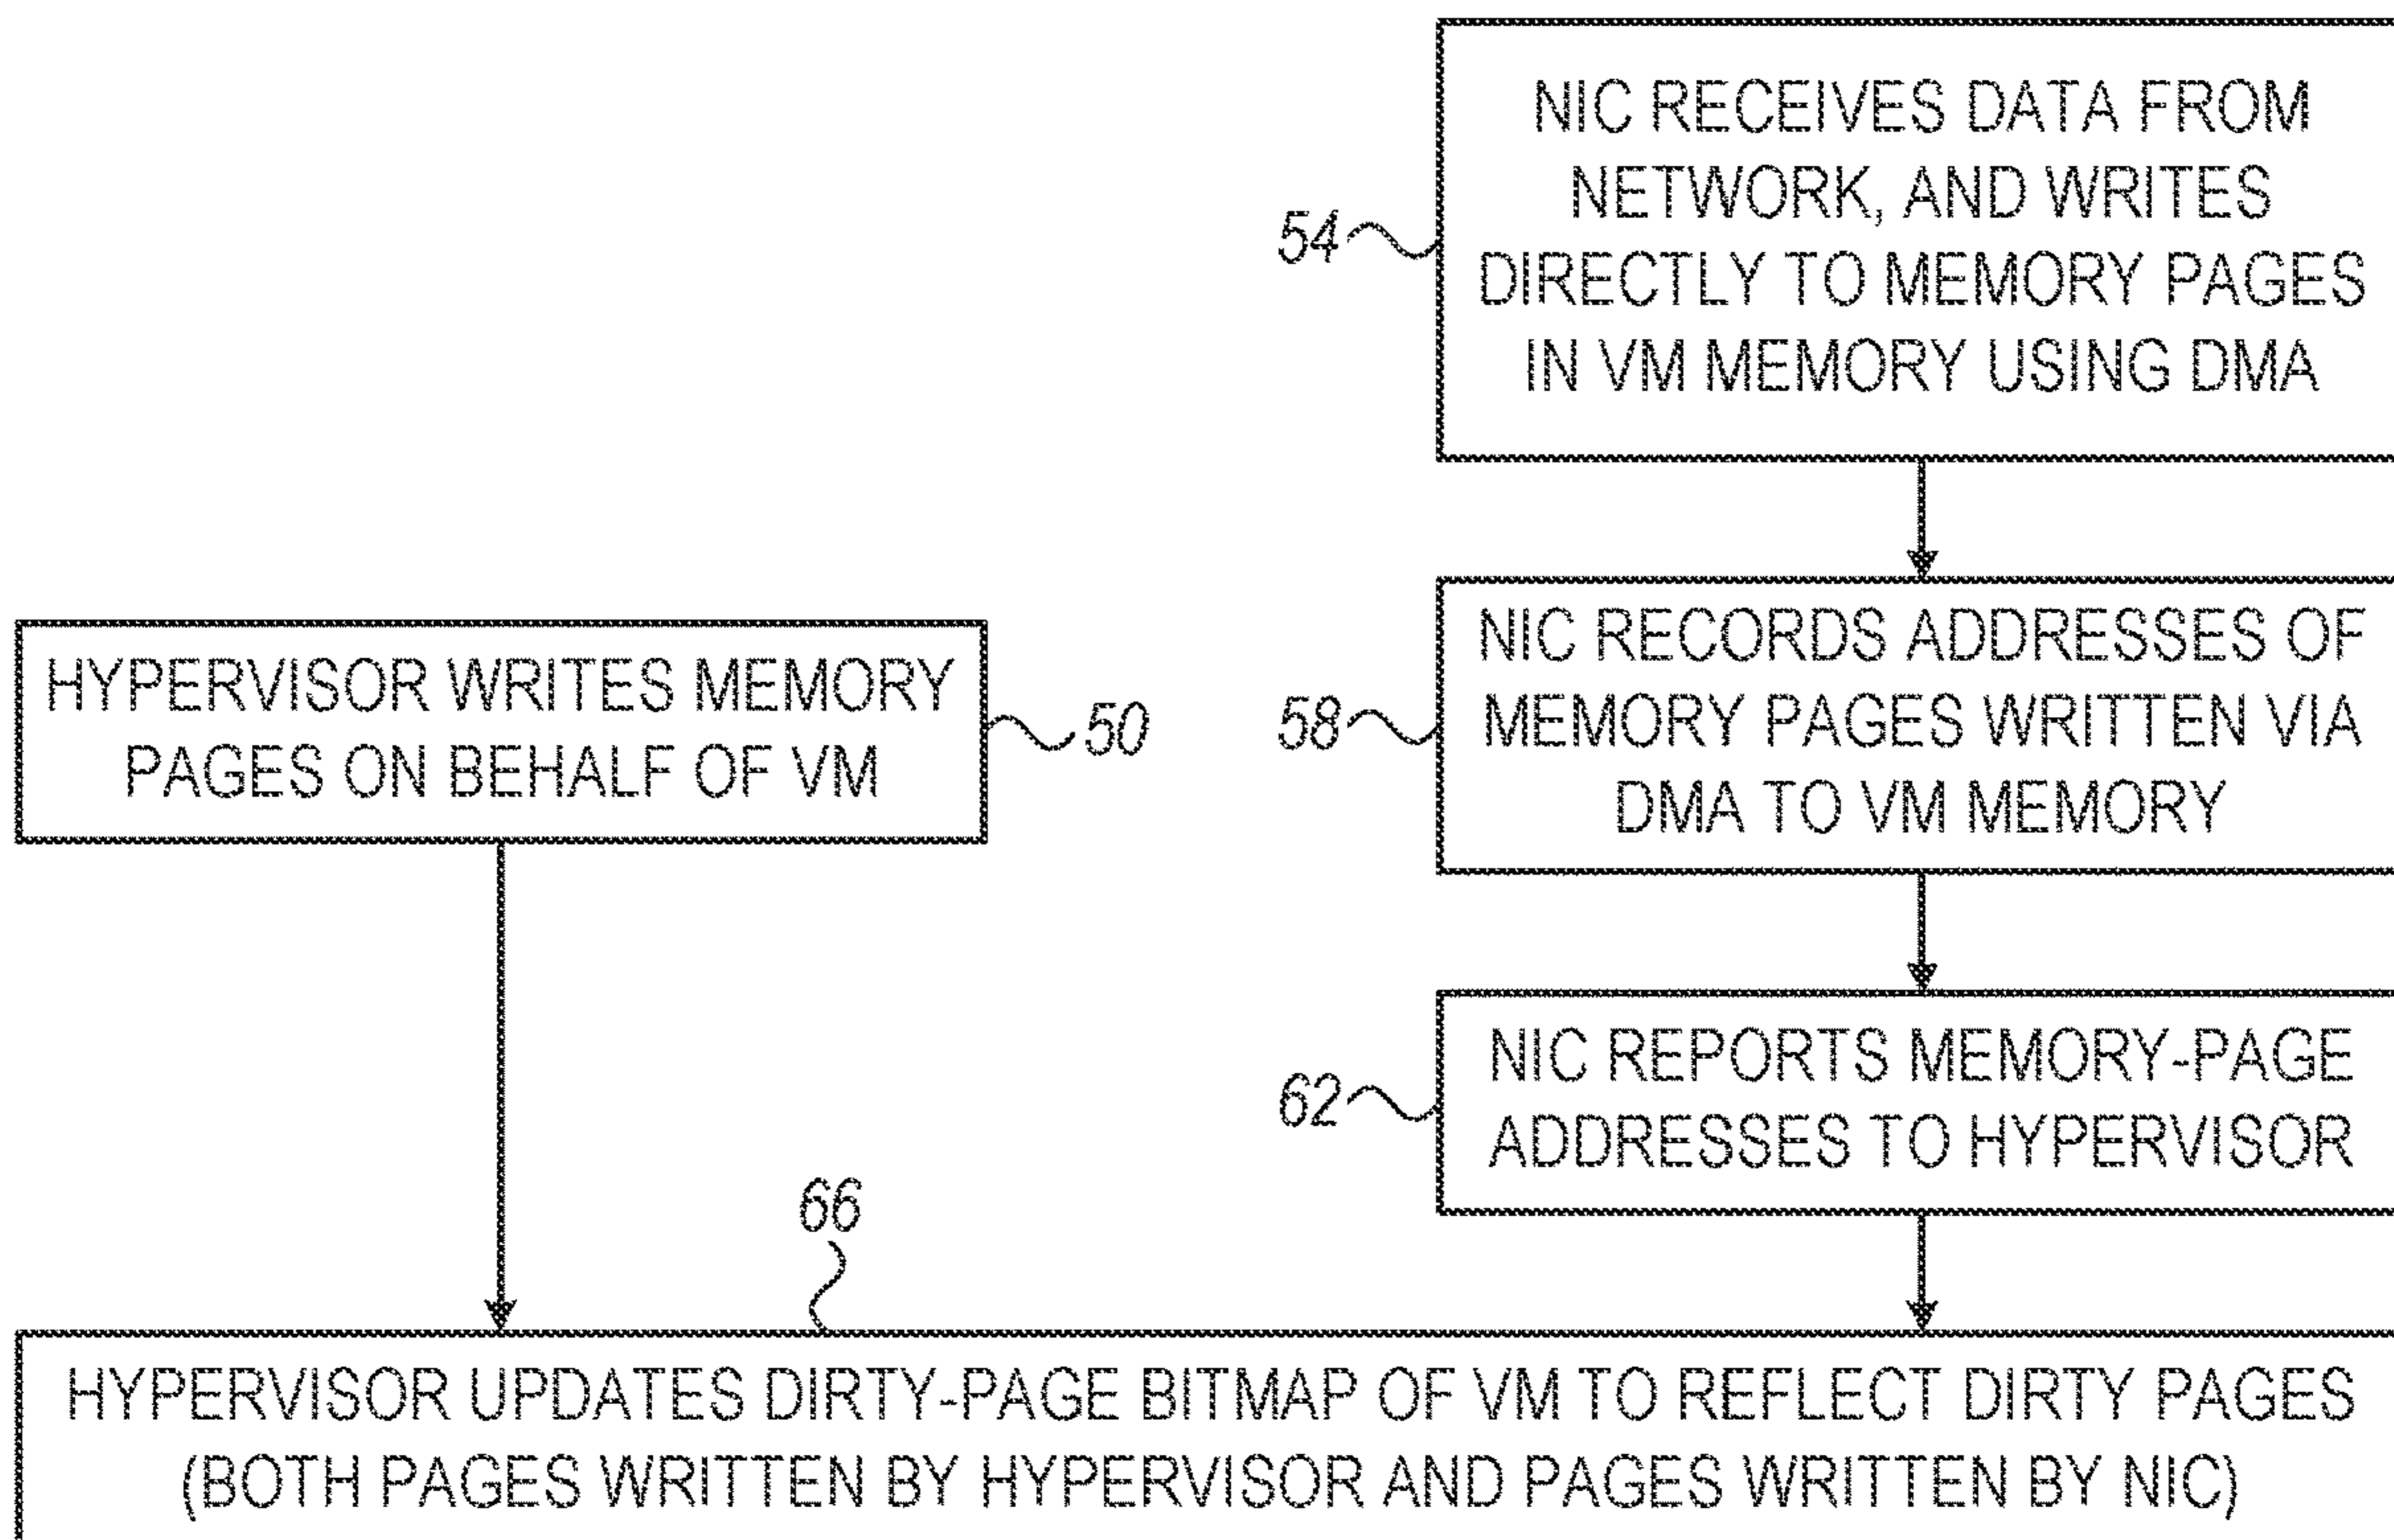 NIC RECEIVES DATA FROM
NETWORK, AND WRITES
DIRECTLY TO MEMORY PAGES
IN VM MEMORY USING DMA
54
HYPERVISOR WRITES MEMORY
PAGES ON BEHALF OF VM
50
NIC RECORDS ADDRESSES OF
MEMORY PAGES WRITTEN VIA
DMA TO VM MEMORY
58
NIC REPORTS MEMORY-PAGE
ADDRESSES TO HYPERVISOR
62
66
HYPERVISOR UPDATES DIRTY-PAGE BITMAP OF VM TO REFLECT DIRTY PAGES
(BOTH PAGES WRITTEN BY HYPERVISOR AND PAGES WRITTEN BY NIC)